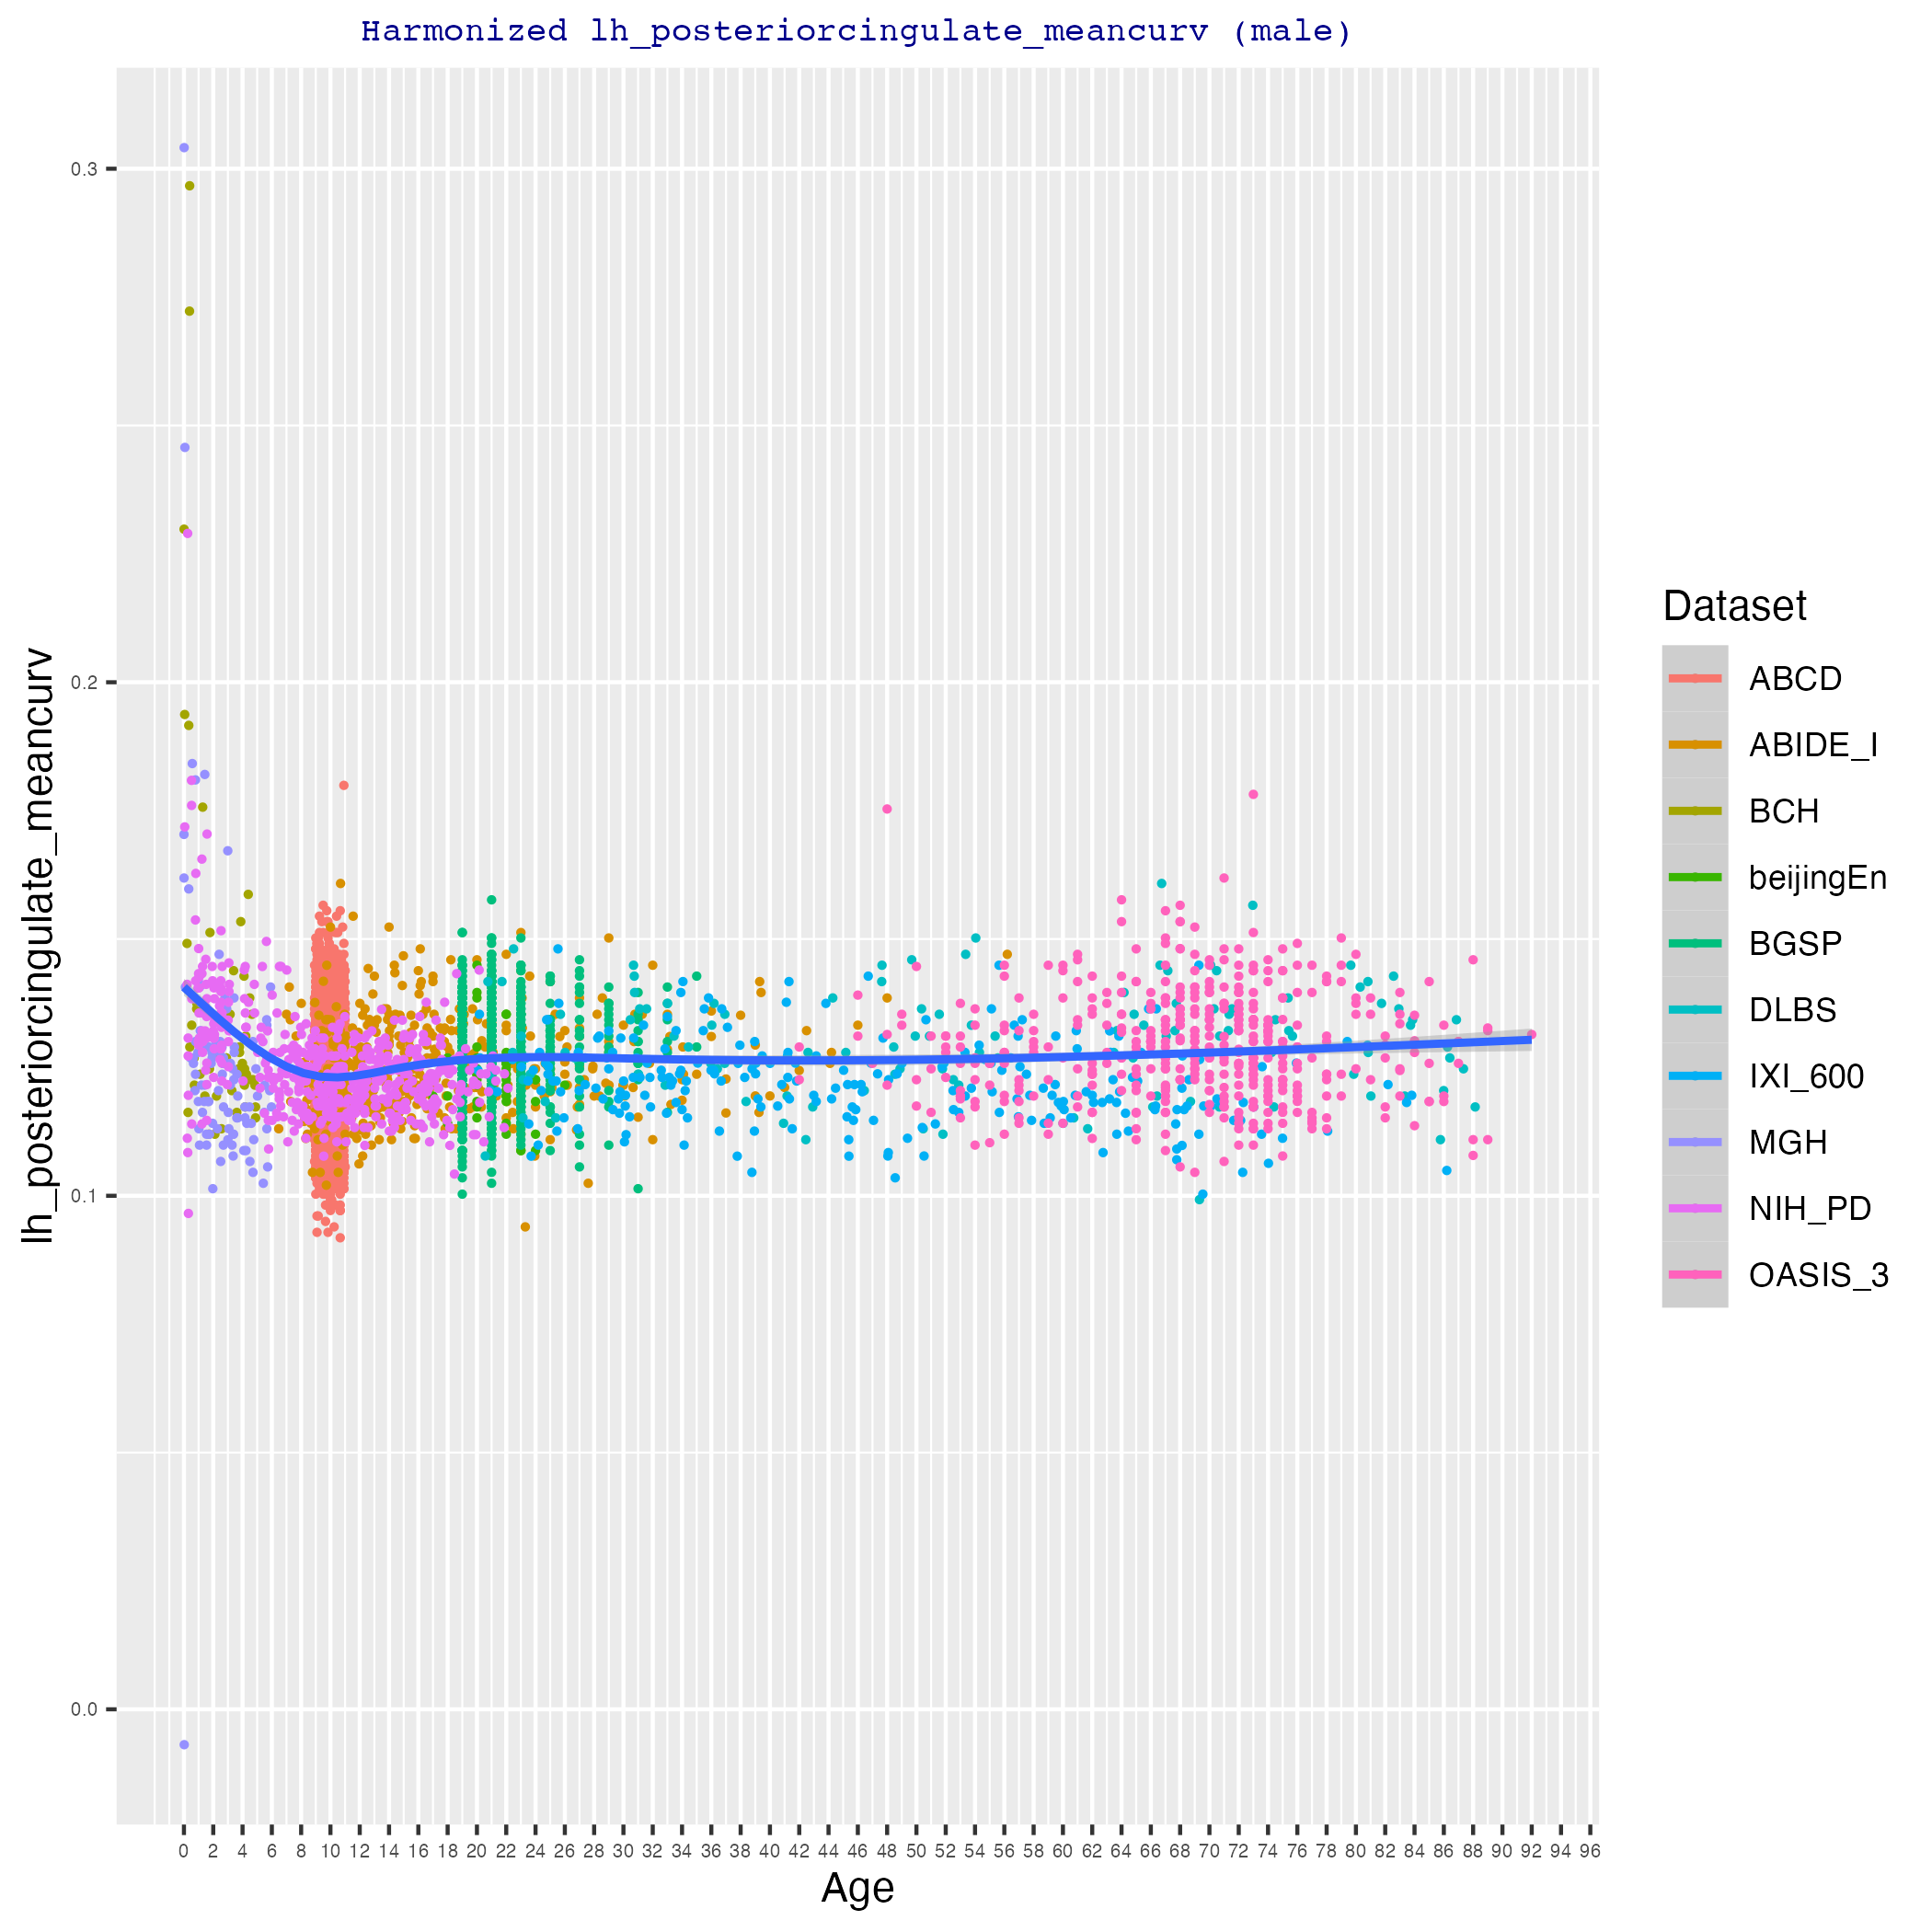 Harmonized lh_posteriorcingulate_meancurv (male)
lh_posteriorcingulate_meancurv
0.3
0.2
0.1
0.0
0 2 4 6 8 10 12 14 16 18 20 22 24 26 28 30 32 34 36 38 40 42 44 46 48 50 52 54 56 58 60 62 64 66 68 70 72 74 76 78 80 82 84 86 88 90 92 94 96
Age
Dataset
ABCD
ABIDE_I
BCH
beijingEn
BGSP
DLBS
IXI_600
MGH
NIH_PD
OASIS_3